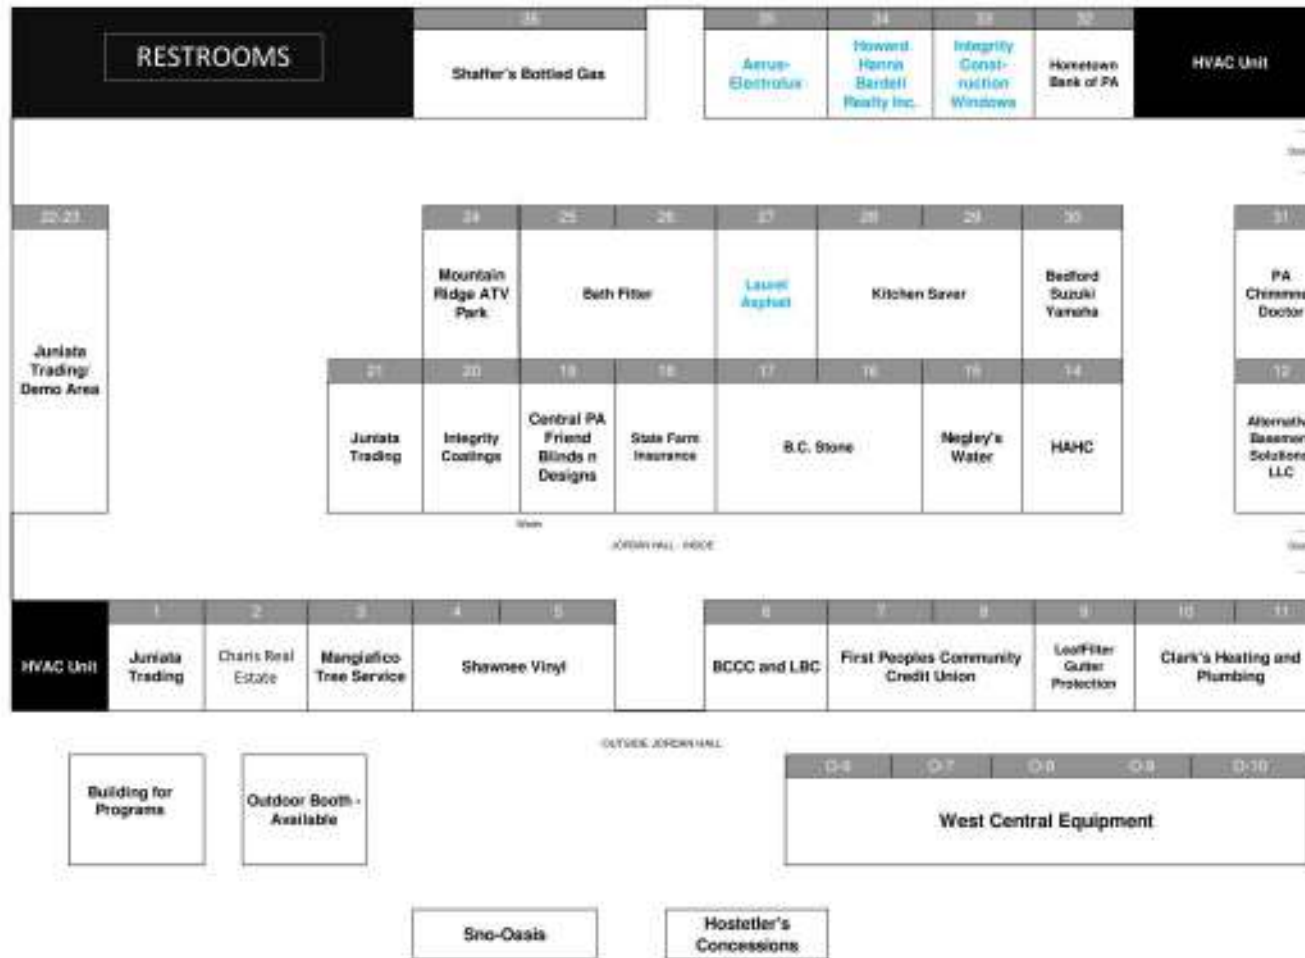 RESTROOMS
36
Shaffer's Bottled Gas
35
Aerus-
Electrolux
34
Howard
Hanna
Bardell
Realty Inc.
33
Integrity
Const-
ruction
Windows
32
Hometown
Bank of PA
HVAC Unit
22-23
Juniata
Trading/
Demo Area
24
Mountain
Ridge ATV
Park
25
26
Bath Fitter
27
Laurel
Asphalt
28
29
Kitchen Saver
30
Bedford
Suzuki
Yamaha
31
PA
Doctor
21
Juniata
Trading
20
Integrity
Coatings
19
Central PA
Friend
Blinds n
Designs
18
State Farm
Insurance
17
16
B.C. Stone
15
Negley's
Water
14
HAHC
12
Solutions
LLC
JORDAN HALL - INSIDE
HVAC Unit
1
Juniata
Trading
2
Charis Real
Estate
3
Mangiafico
Tree Service
4
5
Shawnee Vinyl
6
BCCC and LBC
7
8
First Peoples Community
Credit Union
9
LeafFilter
Gutter
Protection
10
11
Clark's Heating and
Plumbing
OUTSIDE JORDAN HALL
Building for
Programs
Outdoor Booth -
Available
O-6
O-7
O-8
O-9
O-10
West Central Equipment
Sno-Oasis
Hostetler's
Concessions